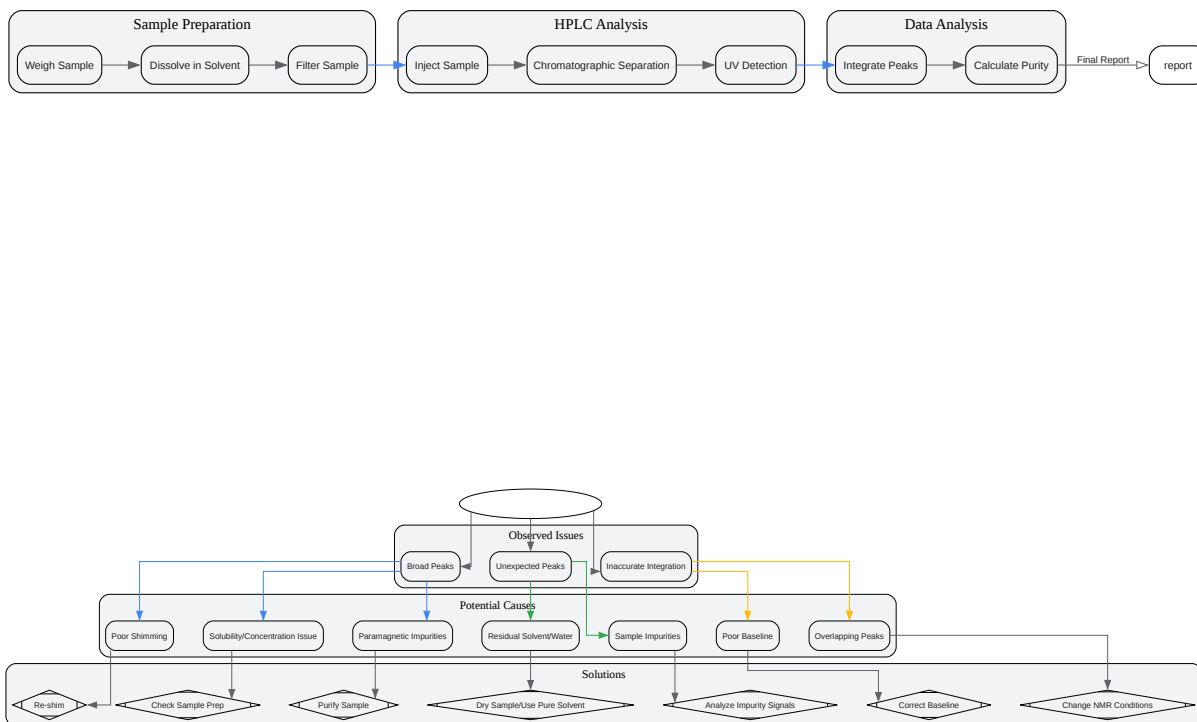 Sample Preparation
HPLC Analysis
Data Analysis
Weigh Sample
Dissolve in Solvent
Filter Sample
Inject Sample
Chromatographic Separation
UV Detection
Integrate Peaks
Calculate Purity
Final Report
report
Observed Issues
Broad Peaks
Unexpected Peaks
Inaccurate Integration
Potential Causes
Poor Shimming
Solubility/Concentration Issue
Paramagnetic Impurities
Residual Solvent/Water
Sample Impurities
Poor Baseline
Overlapping Peaks
Solutions
Re-shim
Check Sample Prep
Purify Sample
Dry Sample/Use Pure Solvent
Analyze Impurity Signals
Correct Baseline
Change NMR Conditions